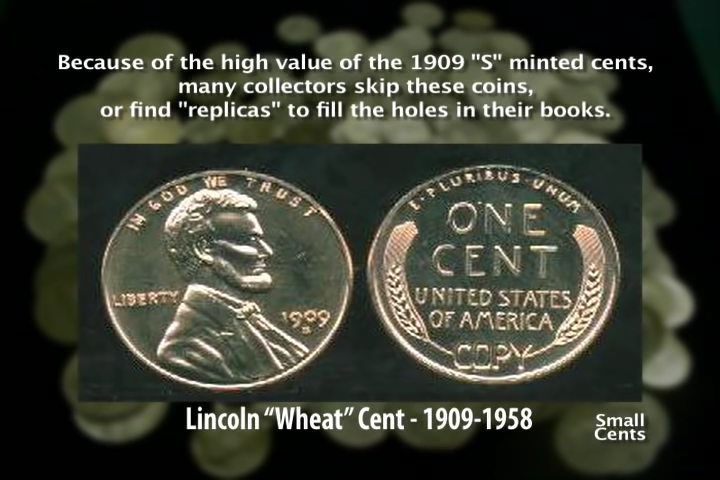 Because of the high value of the 1909 "S" minted cents,
many collectors skip these coins,
or find "replicas" to fill the holes in their books.
IN GOD WE TRUST
LIBERTY
1909
S
E·PLURIBUS·UNUM
ONE
CENT
UNITED STATES
OF AMERICA
COPY
Lincoln “Wheat” Cent - 1909-1958
Small
Cents